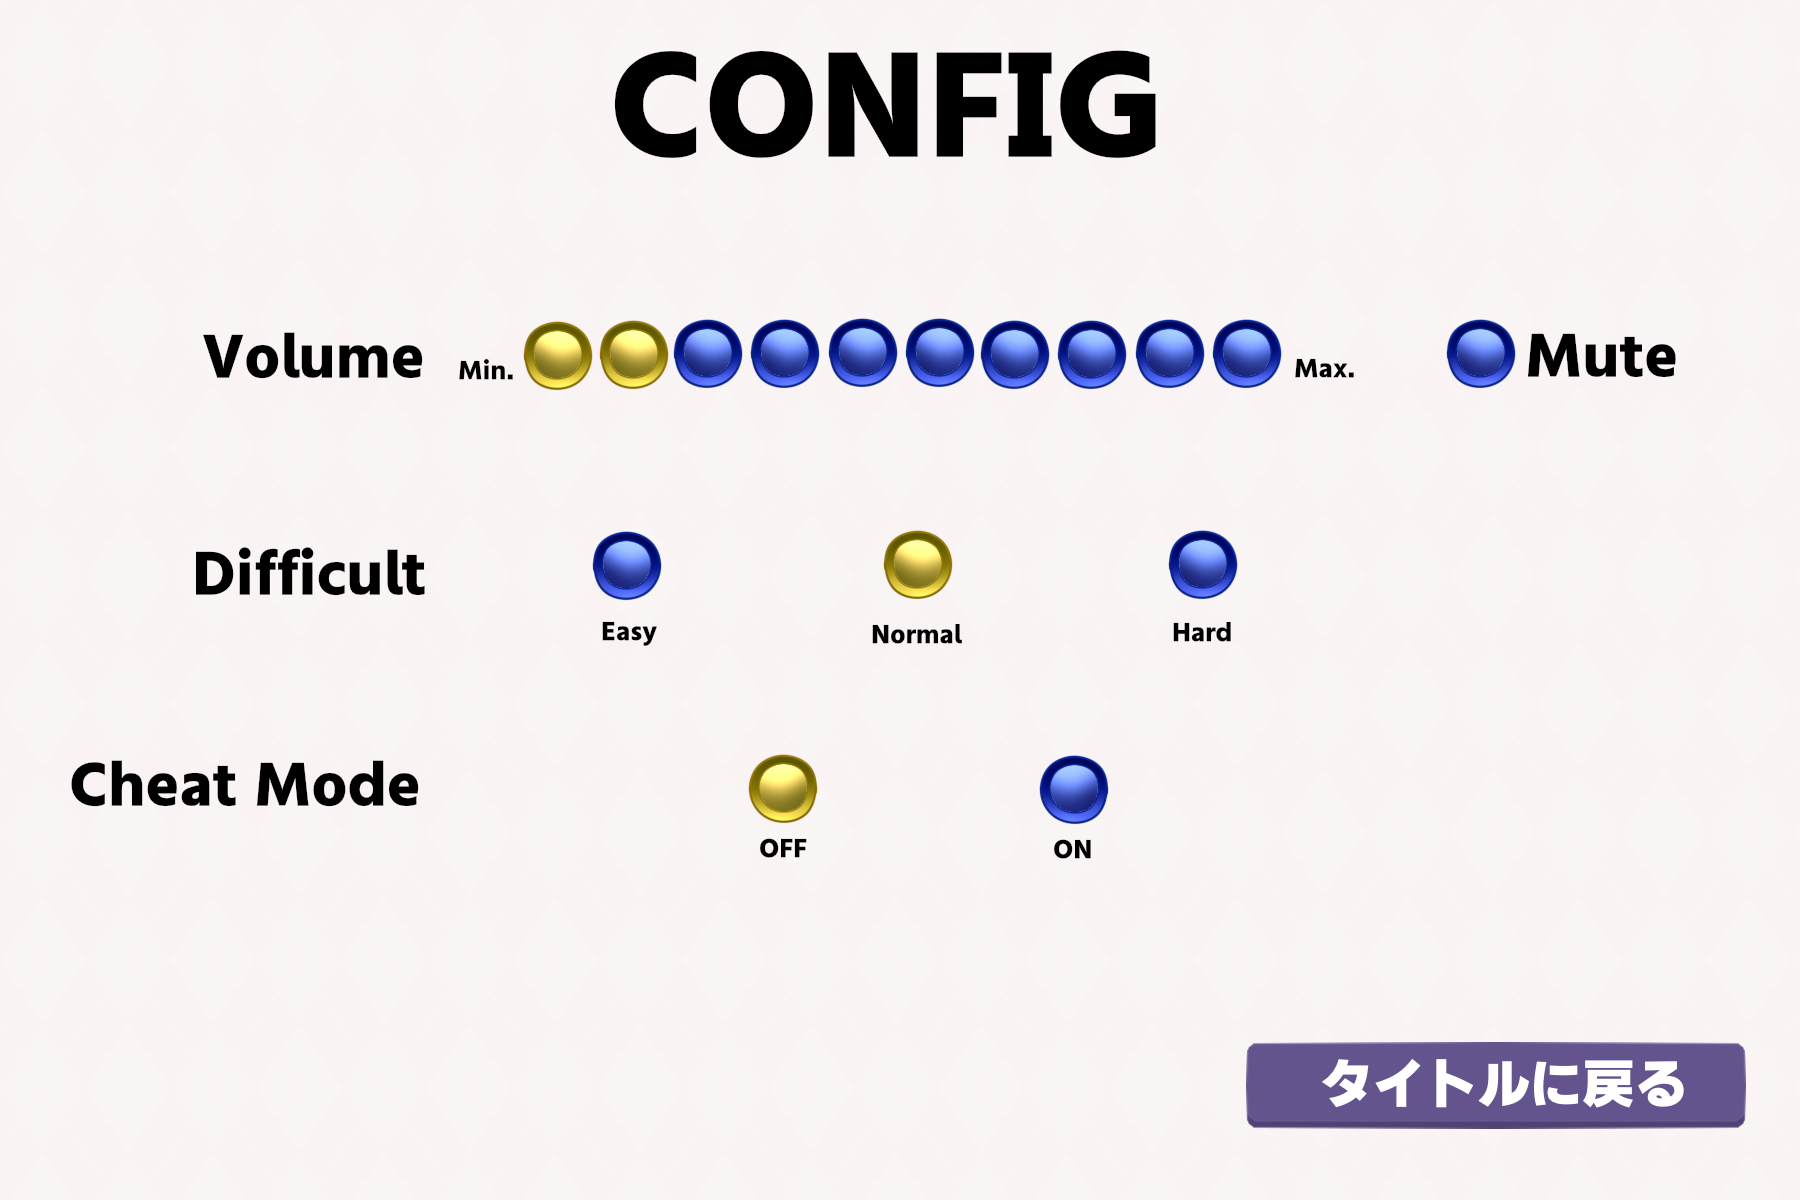 CONFIG
Volume Min. Max. Mute
Difficult
Easy Normal Hard
Cheat Mode
OFF ON
タイトルに戻る